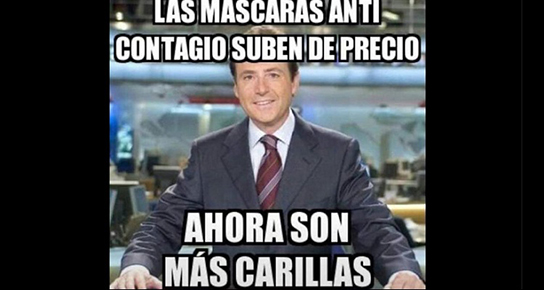 LAS MASCARAS ANTI
CONTAGIO SUBEN DE PRECIO
AHORA SON
MÁS CARILLAS